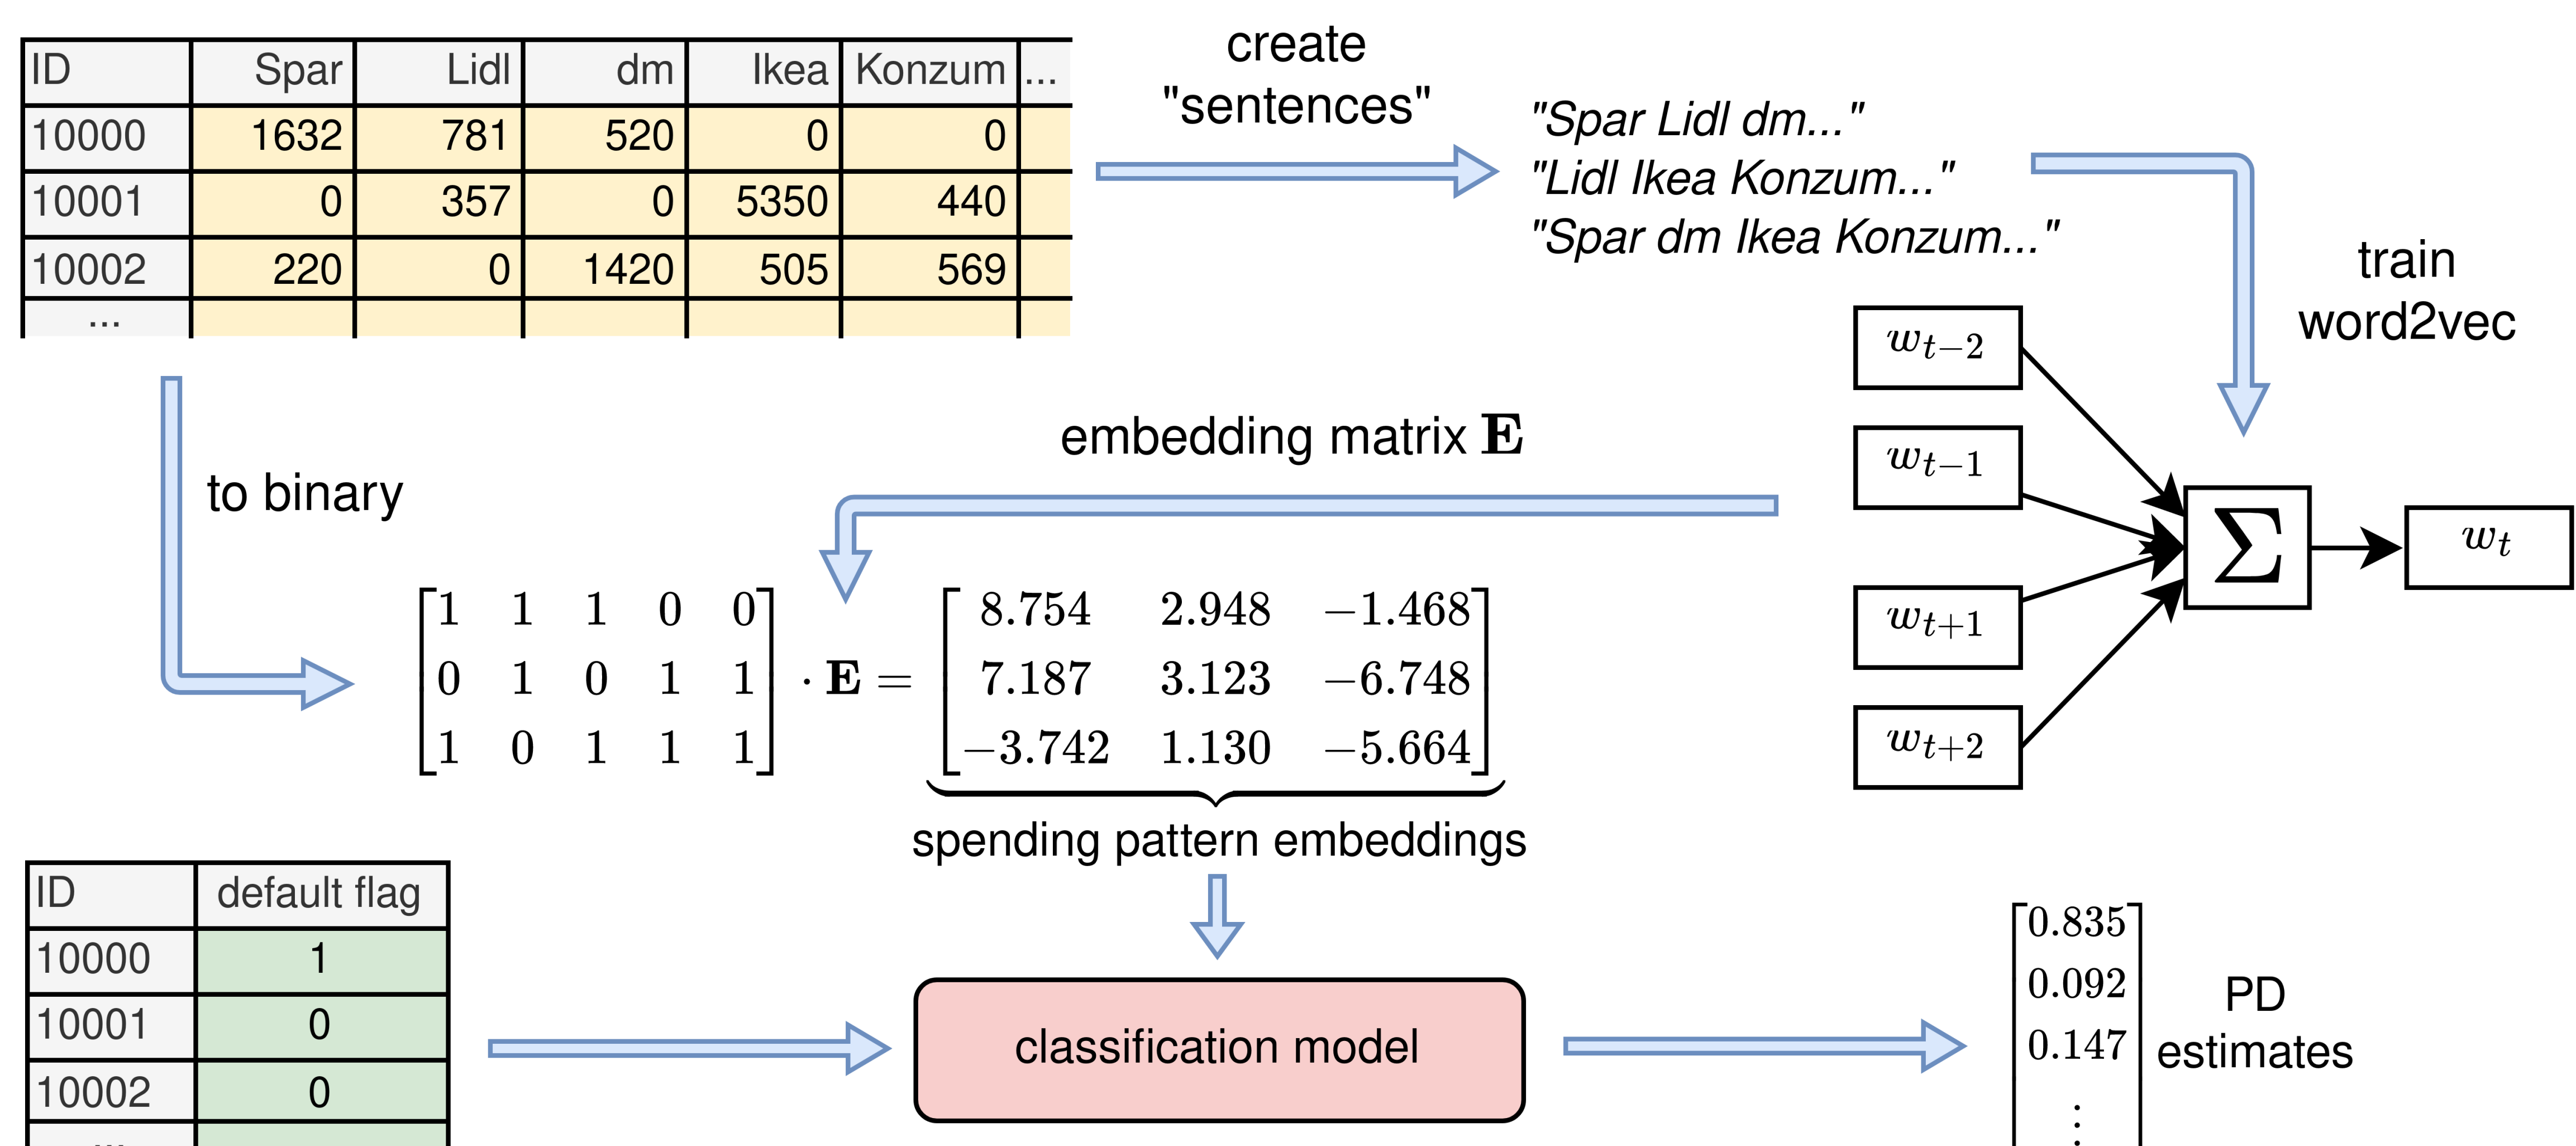 ID Spar Lidl dm Ikea Konzum ...
10000 1632 781 520 0 0
10001 0 357 0 5350 440
10002 220 0 1420 505 569
...
create
"sentences"
"Spar Lidl dm..."
"Lidl Ikea Konzum..."
"Spar dm Ikea Konzum..."
train
word2vec
w_{t−2}
w_{t−1}
w_{t+1}
w_{t+2}
Σ
w_t
embedding matrix E
to binary
1 1 1 0 0
0 1 0 1 1
1 0 1 1 1
· E =
8.754 2.948 −1.468
7.187 3.123 −6.748
−3.742 1.130 −5.664
spending pattern embeddings
ID default flag
10000 1
10001 0
10002 0
...
classification model
0.835
0.092
0.147
⋮
PD
estimates